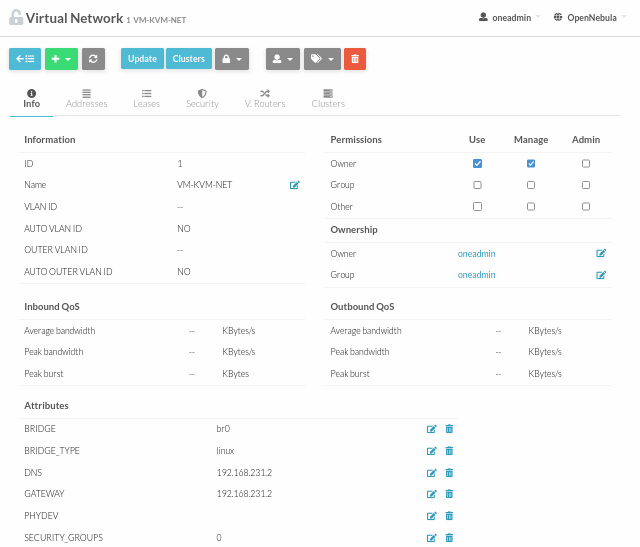 Virtual Network 1 VM-KVM-NET
oneadmin
OpenNebula
Update
Clusters
Info
Addresses
Leases
Security
V. Routers
Clusters
Information
ID 1
Name VM-KVM-NET
VLAN ID --
AUTO VLAN ID NO
OUTER VLAN ID --
AUTO OUTER VLAN ID NO
Permissions Use Manage Admin
Owner
Group
Other
Ownership
Owner oneadmin
Group oneadmin
Inbound QoS
Average bandwidth -- KBytes/s
Peak bandwidth -- KBytes/s
Peak burst -- KBytes
Outbound QoS
Average bandwidth -- KBytes/s
Peak bandwidth -- KBytes/s
Peak burst -- KBytes/s
Attributes
BRIDGE br0
BRIDGE_TYPE linux
DNS 192.168.231.2
GATEWAY 192.168.231.2
PHYDEV
SECURITY_GROUPS 0